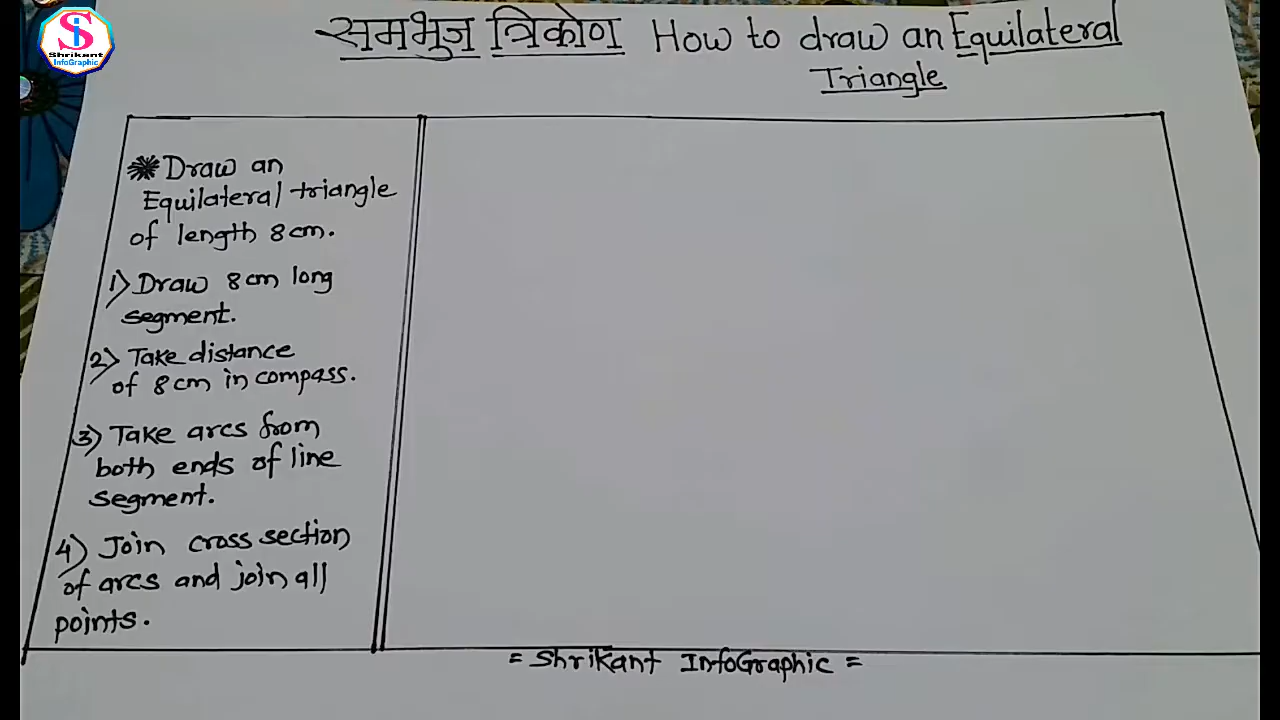 SI
Shrikant
InfoGraphic
समभुज त्रिकोण How to draw an Equilateral
Triangle
Draw an
Equilateral triangle
of length 8cm.
1) Draw 8cm long
segment.
2) Take distance
of 8cm in compass.
3) Take arcs from
both ends of line
segment.
4) Join cross section
of arcs and join all
points.
= Shrikant InfoGraphic =